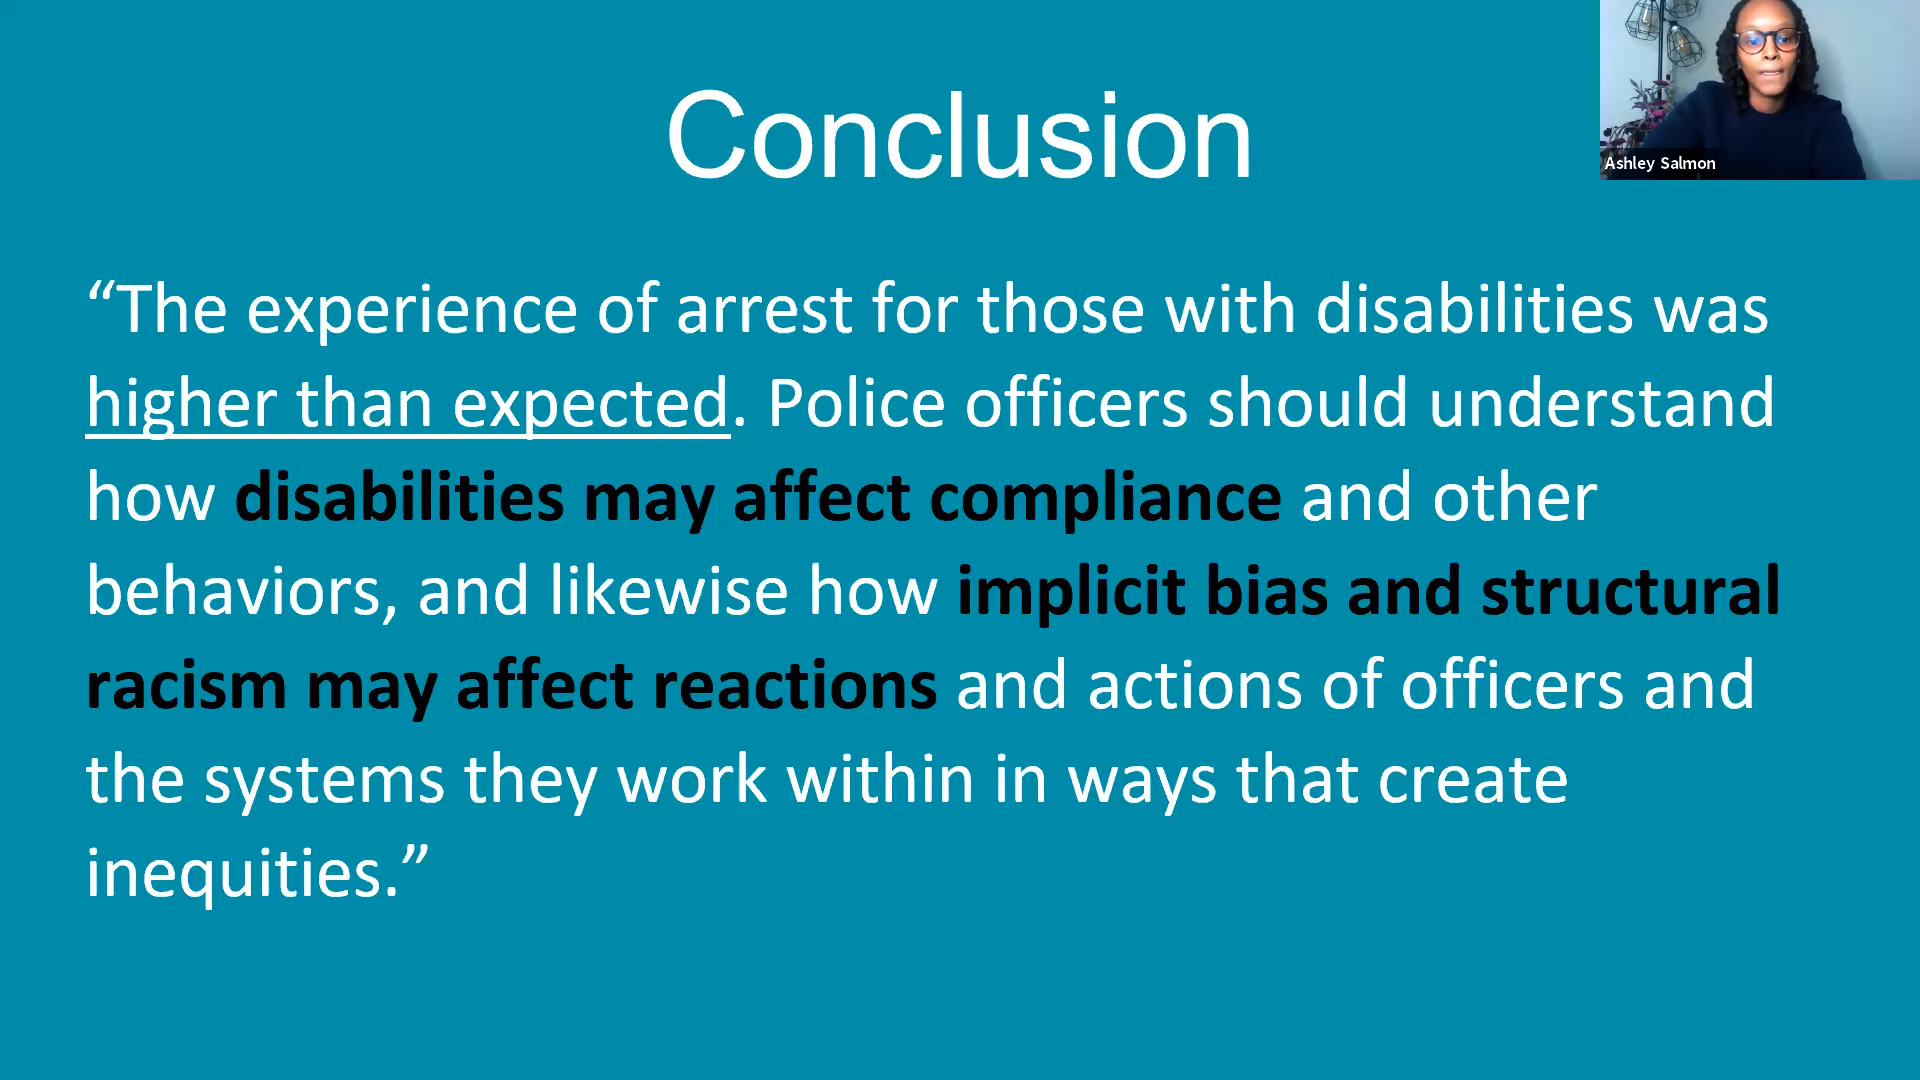 Conclusion
Ashley Salmon
“The experience of arrest for those with disabilities was
higher than expected. Police officers should understand
how disabilities may affect compliance and other
behaviors, and likewise how implicit bias and structural
racism may affect reactions and actions of officers and
the systems they work within in ways that create
inequities.”